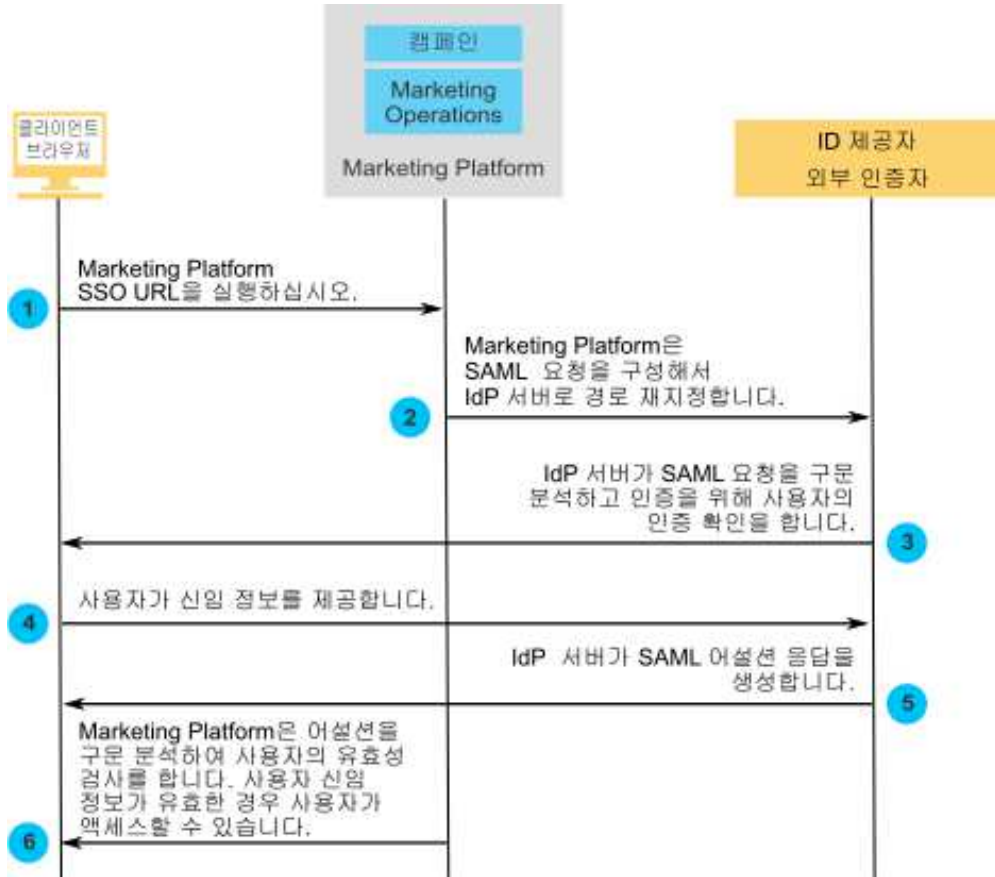 캠페인
Marketing
Operations
Marketing Platform
클라이언트
브라우저
ID 제공자
외부 인증자
Marketing Platform
SSO URL을 실행하십시오.
1
Marketing Platform은
SAML 요청을 구성해서
IdP 서버로 경로 재지정합니다.
2
IdP 서버가 SAML 요청을 구문
분석하고 인증을 위해 사용자의
인증 확인을 합니다.
3
사용자가 신임 정보를 제공합니다.
4
IdP 서버가 SAML 어설션 응답을
생성합니다.
5
Marketing Platform은 어설션을
구문 분석하여 사용자의 유효성
검사를 합니다. 사용자 신임
정보가 유효한 경우 사용자가
액세스할 수 있습니다.
6